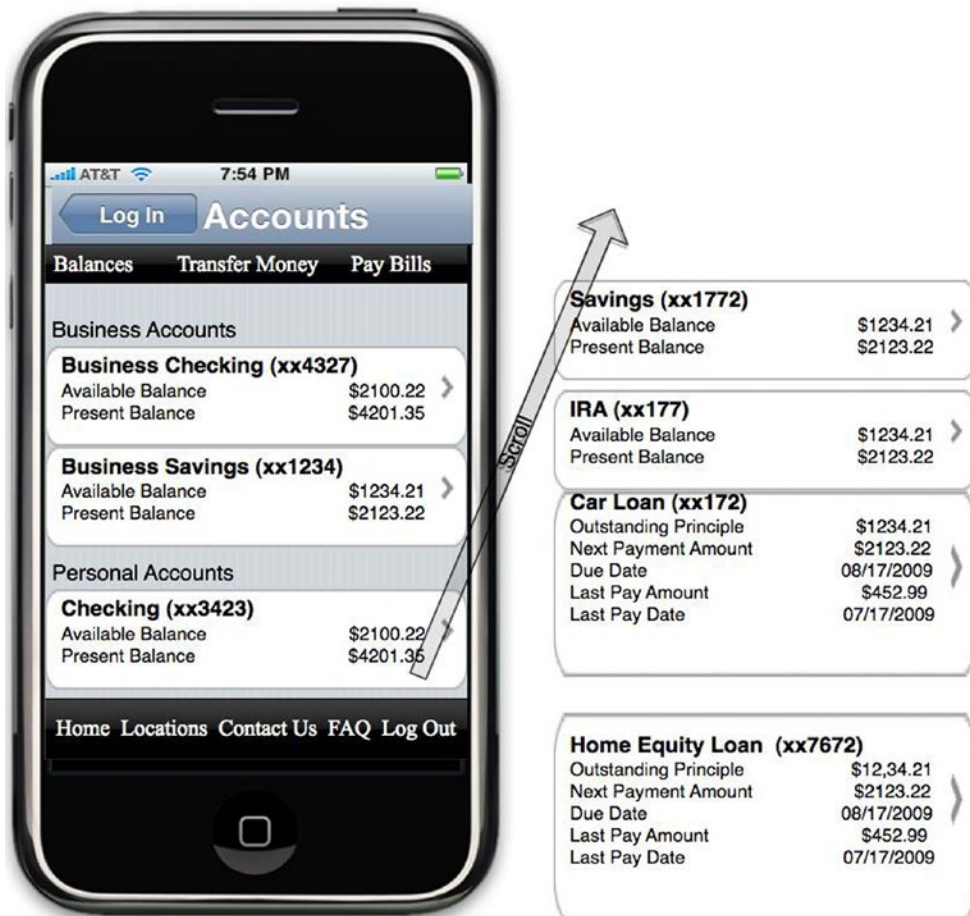 AT&T 7:54 PM
Log In Accounts
Balances Transfer Money Pay Bills
Business Accounts
Business Checking (xx4327)
Available Balance $2100.22
Present Balance $4201.35
Business Savings (xx1234)
Available Balance $1234.21
Present Balance $2123.22
Personal Accounts
Checking (xx3423)
Available Balance $2100.22
Present Balance $4201.35
Home Locations Contact Us FAQ Log Out
Scroll
Savings (xx1772)
Available Balance $1234.21
Present Balance $2123.22
IRA (xx177)
Available Balance $1234.21
Present Balance $2123.22
Car Loan (xx172)
Outstanding Principle $1234.21
Next Payment Amount $2123.22
Due Date 08/17/2009
Last Pay Amount $452.99
Last Pay Date 07/17/2009
Home Equity Loan (xx7672)
Outstanding Principle $12,34.21
Next Payment Amount $2123.22
Due Date 08/17/2009
Last Pay Amount $452.99
Last Pay Date 07/17/2009